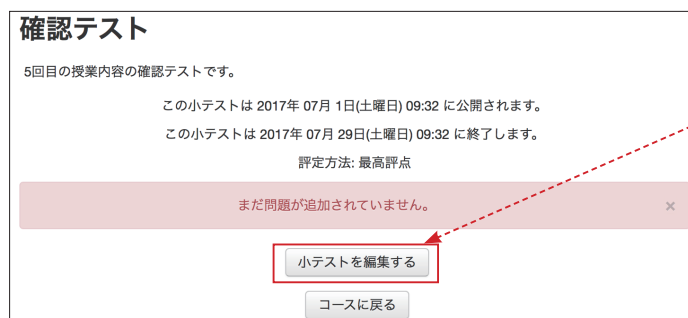 確認テスト
5回目の授業内容の確認テストです。
この小テストは 2017年 07月 1日(土曜日) 09:32 に公開されます。
この小テストは 2017年 07月 29日(土曜日) 09:32 に終了します。
評定方法: 最高評点
まだ問題が追加されていません。 ×
小テストを編集する
コースに戻る